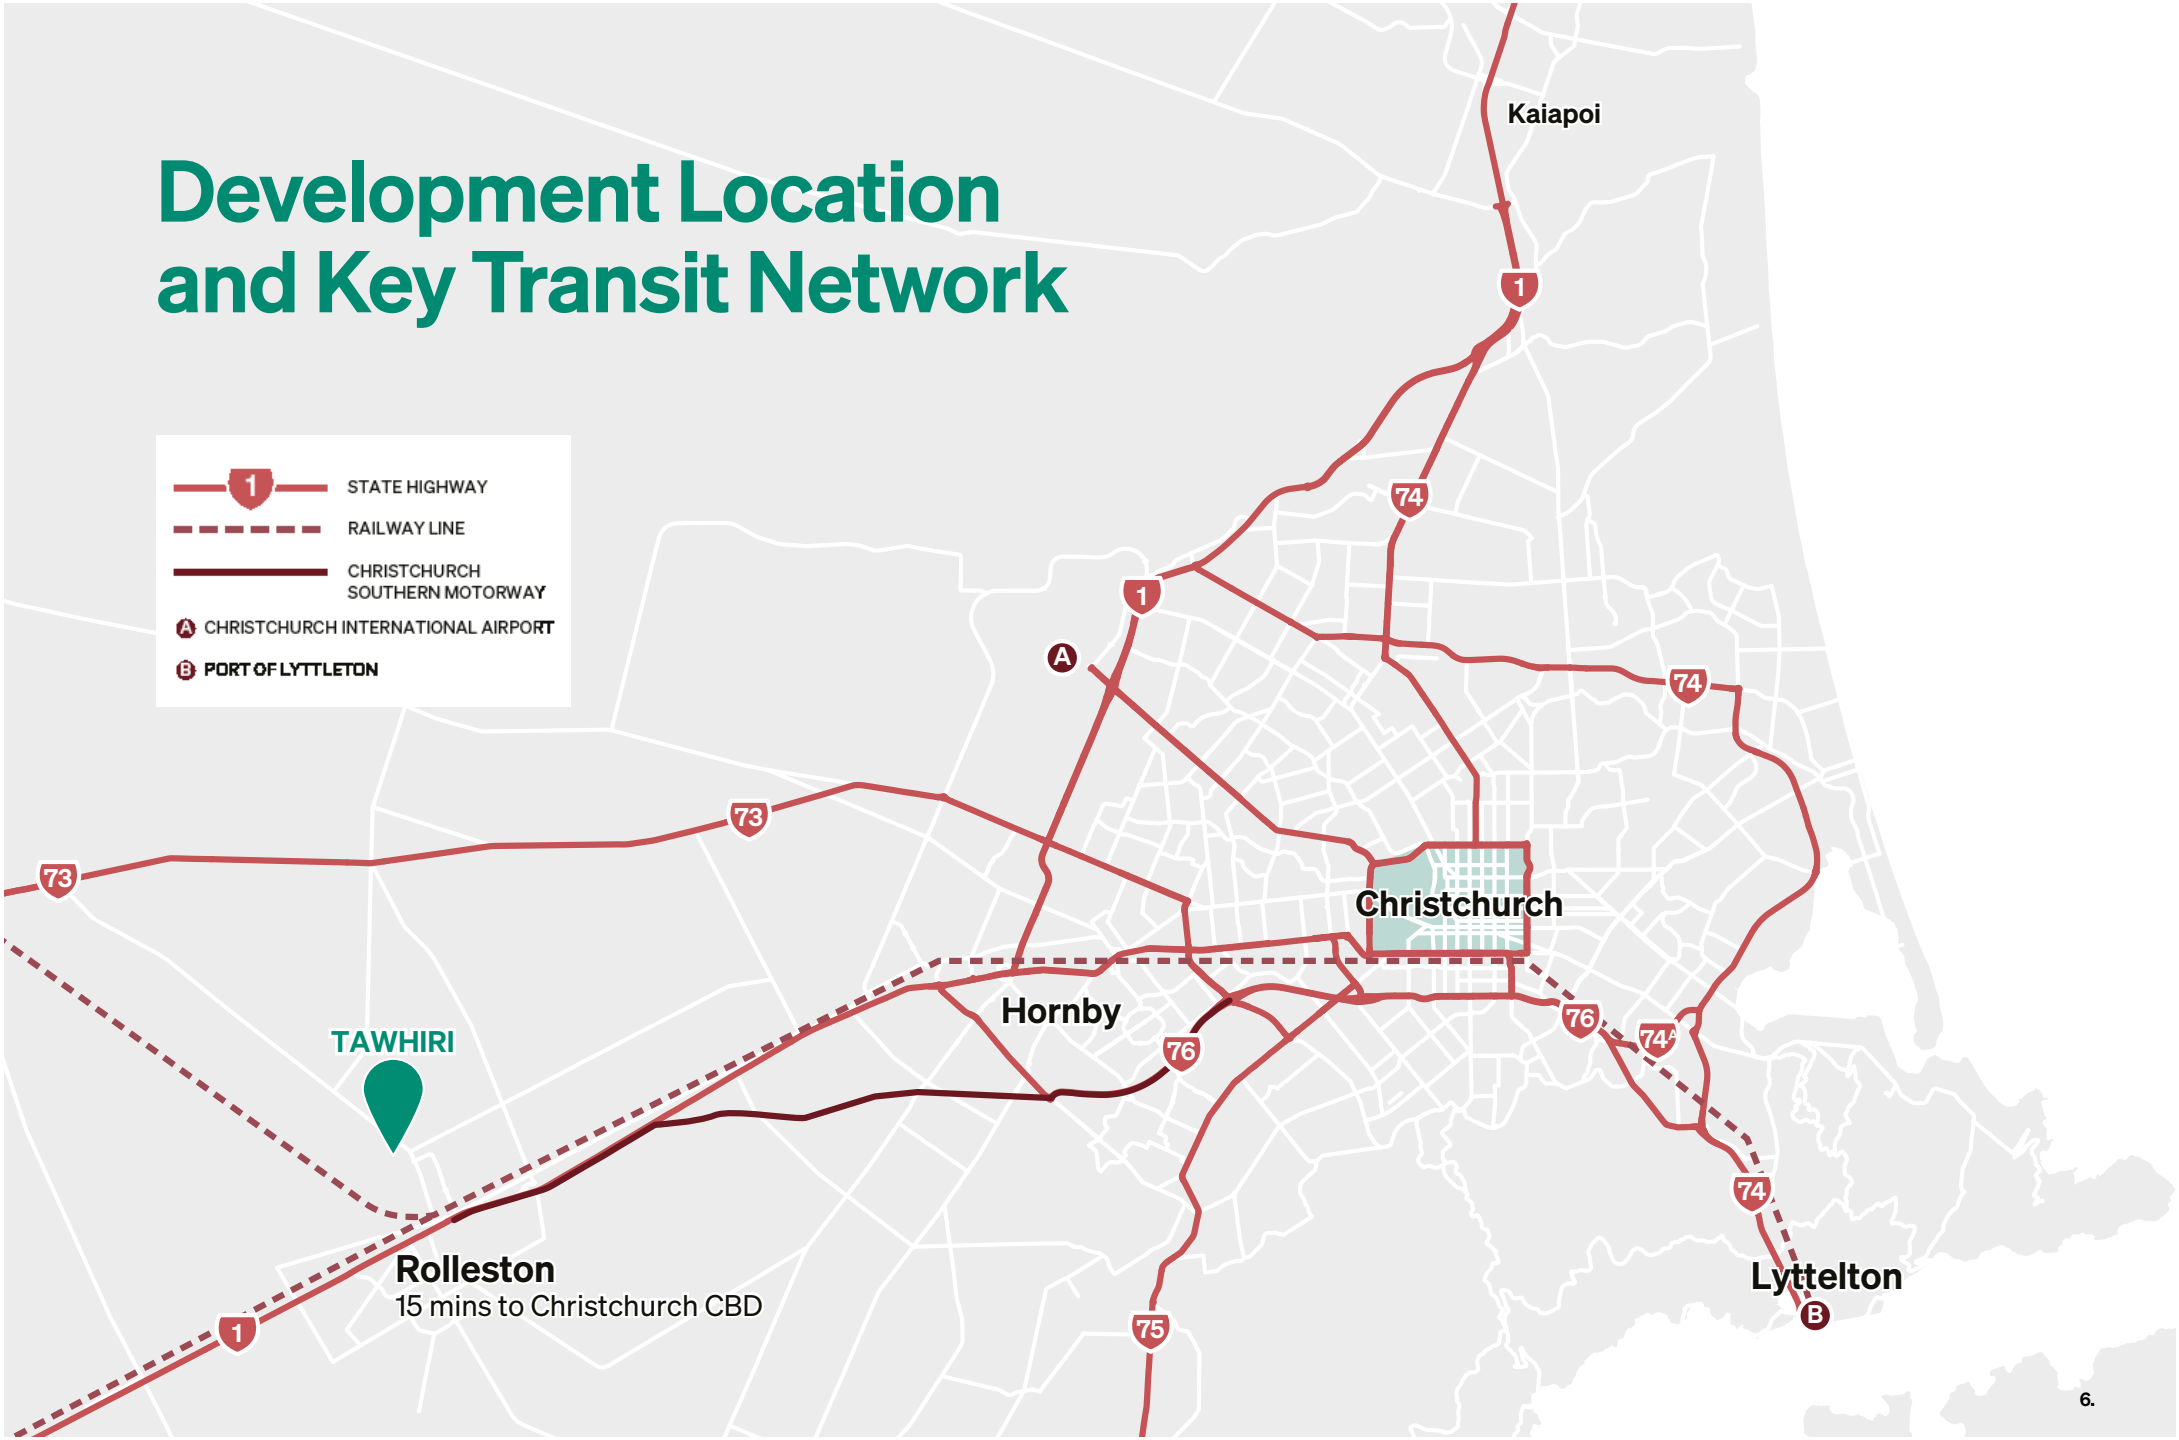 Kaiapoi
Development Location
and Key Transit Network
1
1
STATE HIGHWAY
74
RAILWAY LINE
CHRISTCHURCH
SOUTHERN MOTORWAY
1
A CHRISTCHURCH INTERNATIONAL AIRPORT
A
B PORT OF LYTTLETON
74
73
73
Christchurch
Hornby
76
74A
TAWHIRI
76
74
Rolleston
15 mins to Christchurch CBD
Lyttelton
B
1
75
6.